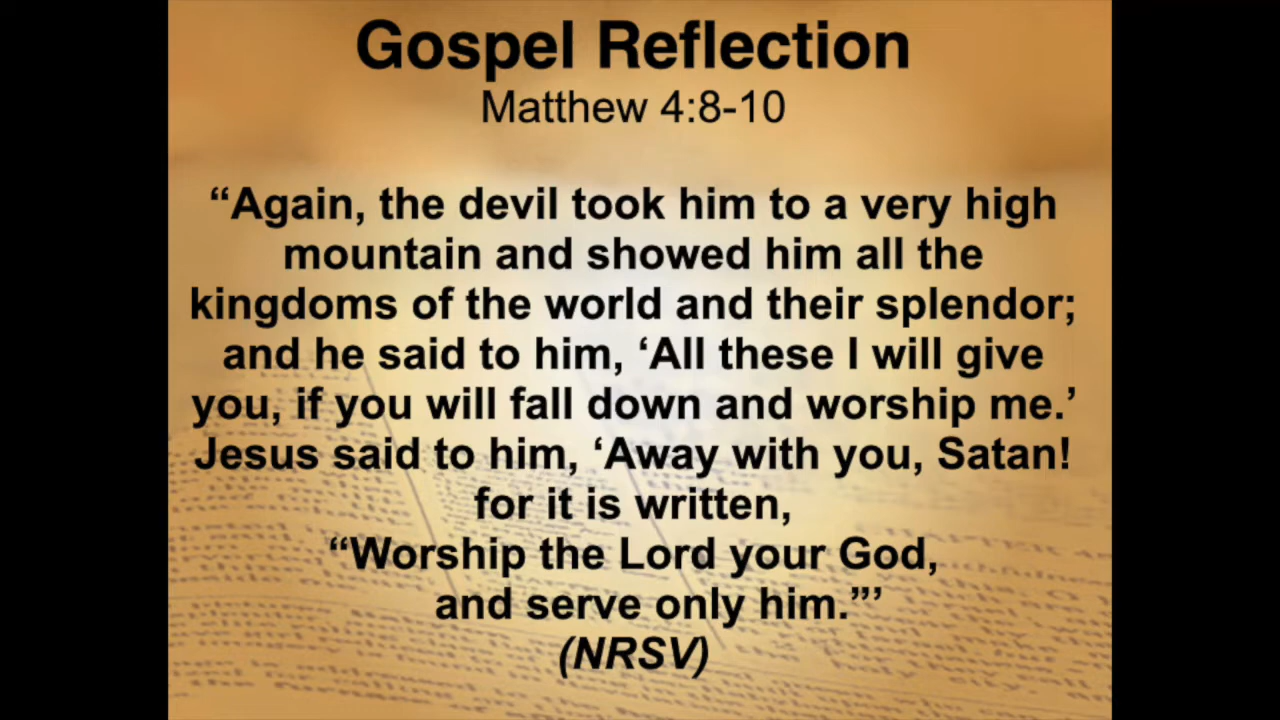 Gospel Reflection
Matthew 4:8-10
“Again, the devil took him to a very high
mountain and showed him all the
kingdoms of the world and their splendor;
and he said to him, ‘All these I will give
you, if you will fall down and worship me.’
Jesus said to him, ‘Away with you, Satan!
for it is written,
“Worship the Lord your God,
and serve only him.”’
(NRSV)